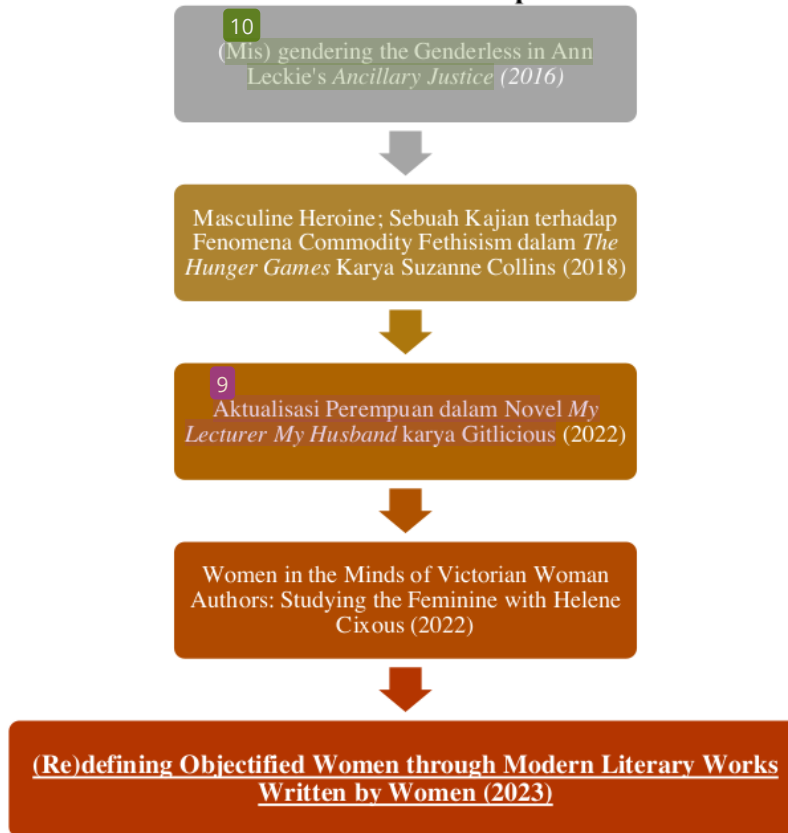 10
(Mis) gendering the Genderless in Ann
Leckie's Ancillary Justice (2016)
Masculine Heroine; Sebuah Kajian terhadap
Fenomena Commodity Fethisism dalam The
Hunger Games Karya Suzanne Collins (2018)
9
Aktualisasi Perempuan dalam Novel My
Lecturer My Husband karya Gitlicious (2022)
Women in the Minds of Victorian Woman
Authors: Studying the Feminine with Helene
Cixous (2022)
(Re)defining Objectified Women through Modern Literary Works
Written by Women (2023)